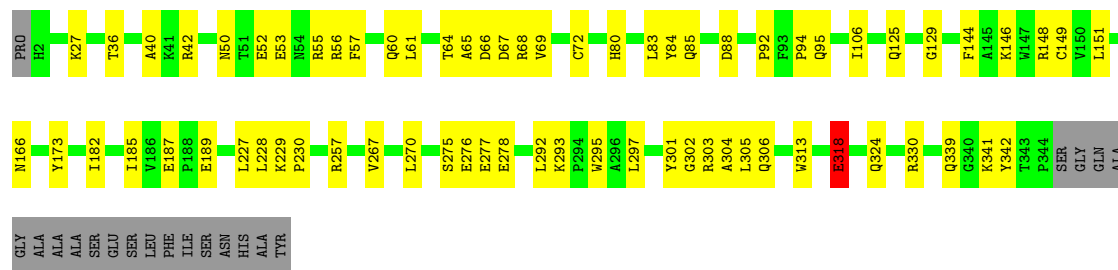 PRO H2 K27 T36 A40 K41 R42 N50 T51 E52 E53 N54 R55 R56 F57 Q60 L61 T64 A65 D66 D67 R68 V69 C72 H80 L83 Y84 Q85 D88 P92 F93 P94 Q95 I106 Q125 G129 F144 A145 K146 W147 R148 C149 V150 L151
N166 Y173 I182 I185 V186 E187 P188 E189 L227 L228 K229 P230 R257 V267 L270 S275 E276 E277 E278 L292 K293 P294 W295 A296 L297 Y301 G302 R303 A304 L305 Q306 W313 E318 Q324 R330 Q339 G340 K341 Y342 T343 P344 SER GLY GLN ALA
GLY ALA ALA ALA SER GLU SER LEU PHE ILE SER ASN HIS ALA TYR